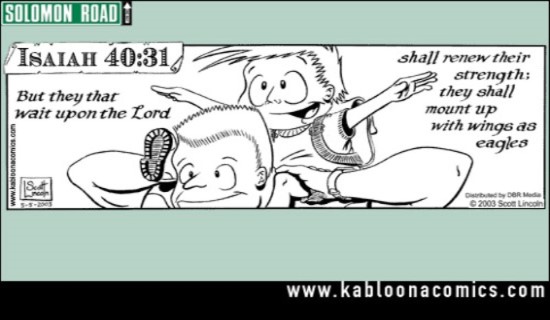 SOLOMON ROAD
ISAIAH 40:31
But they that
wait upon the Lord
shall renew their
strength;
they shall
mount up
with wings as
eagles
www.kabloonacomics.com
Scott
Lincoln
5-5-2003
Distributed by DBR Media
© 2003 Scott Lincoln
www.kabloonacomics.com